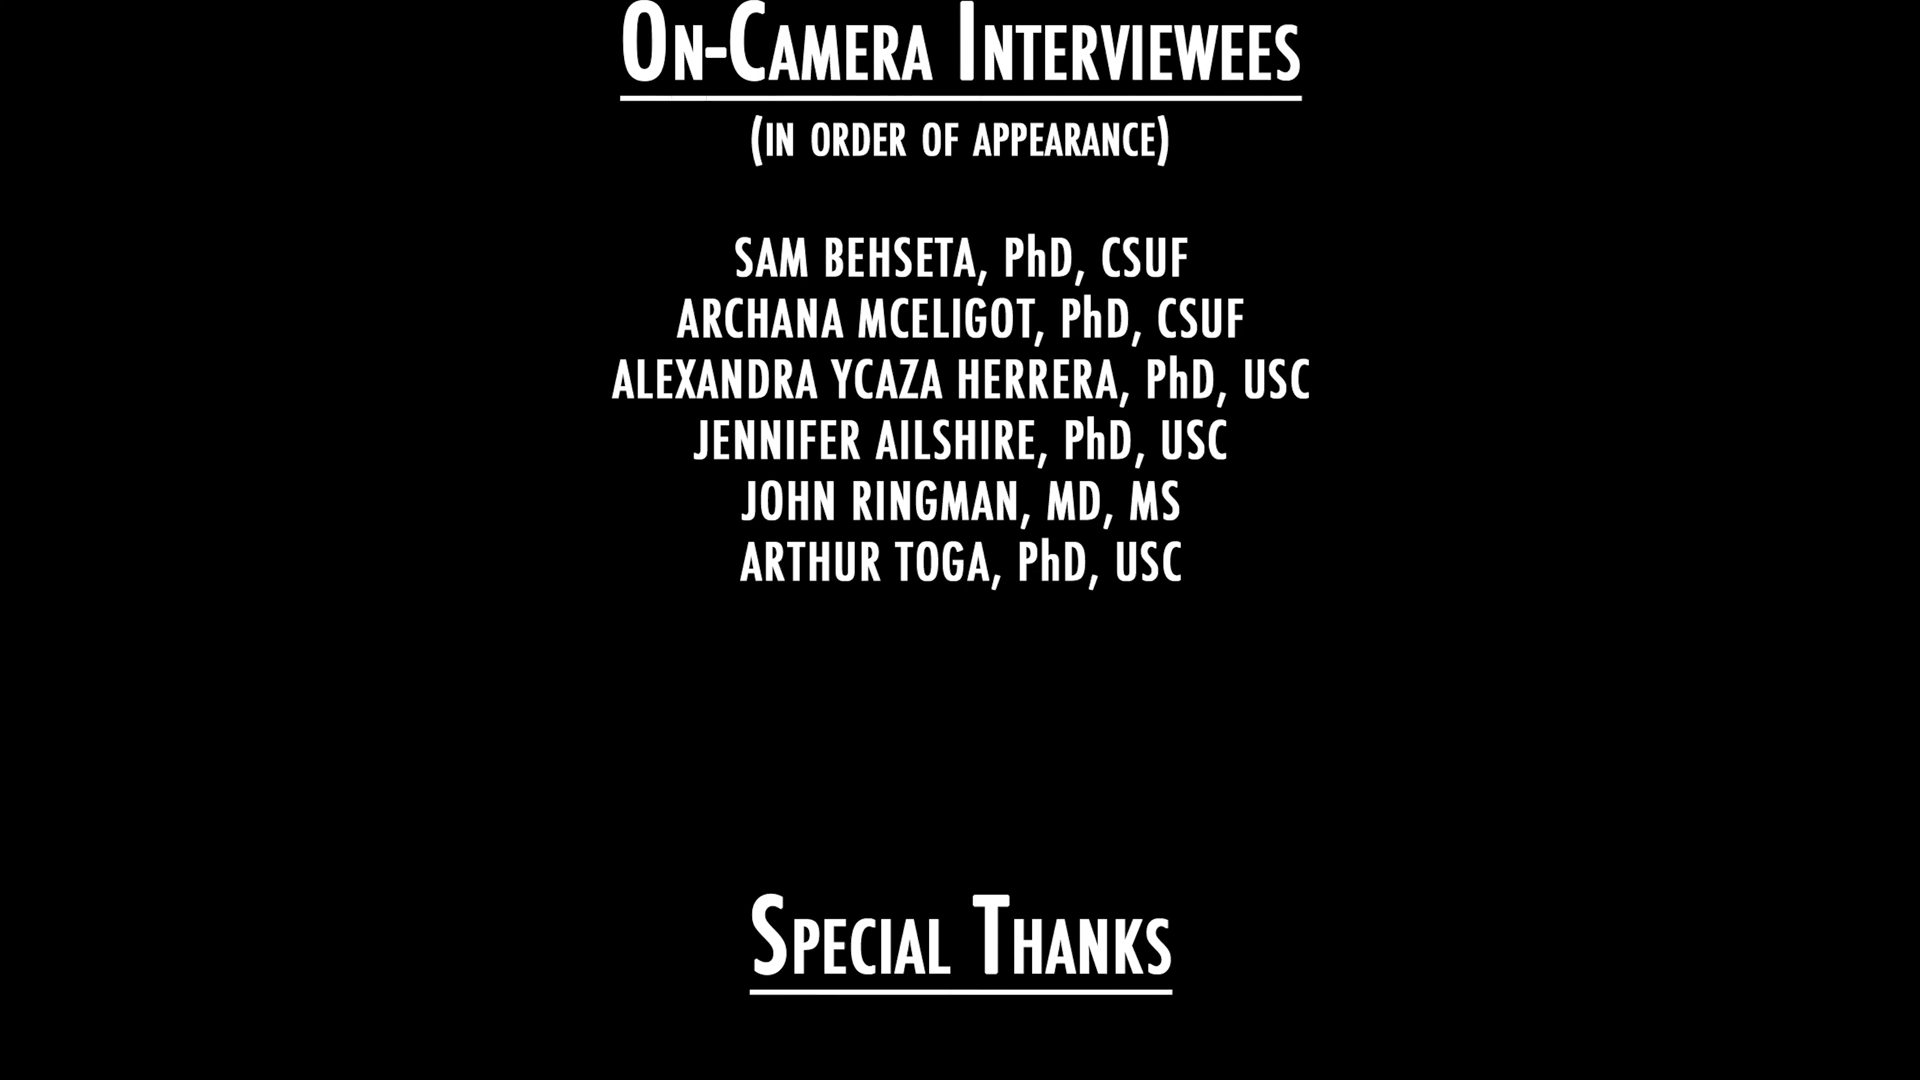 On-Camera Interviewees
(in order of appearance)
SAM BEHSETA, PhD, CSUF
ARCHANA MCELIGOT, PhD, CSUF
ALEXANDRA YCAZA HERRERA, PhD, USC
JENNIFER AILSHIRE, PhD, USC
JOHN RINGMAN, MD, MS
ARTHUR TOGA, PhD, USC
Special Thanks